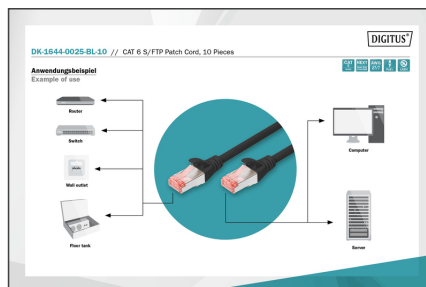 DIGITUS®
DK-1644-0025-BL-10 // CAT 6 S/FTP Patch Cord, 10 Pieces
Anwendungsbeispiel
Example of use
Router
Switch
Wall outlet
Floor tank
Computer
Server